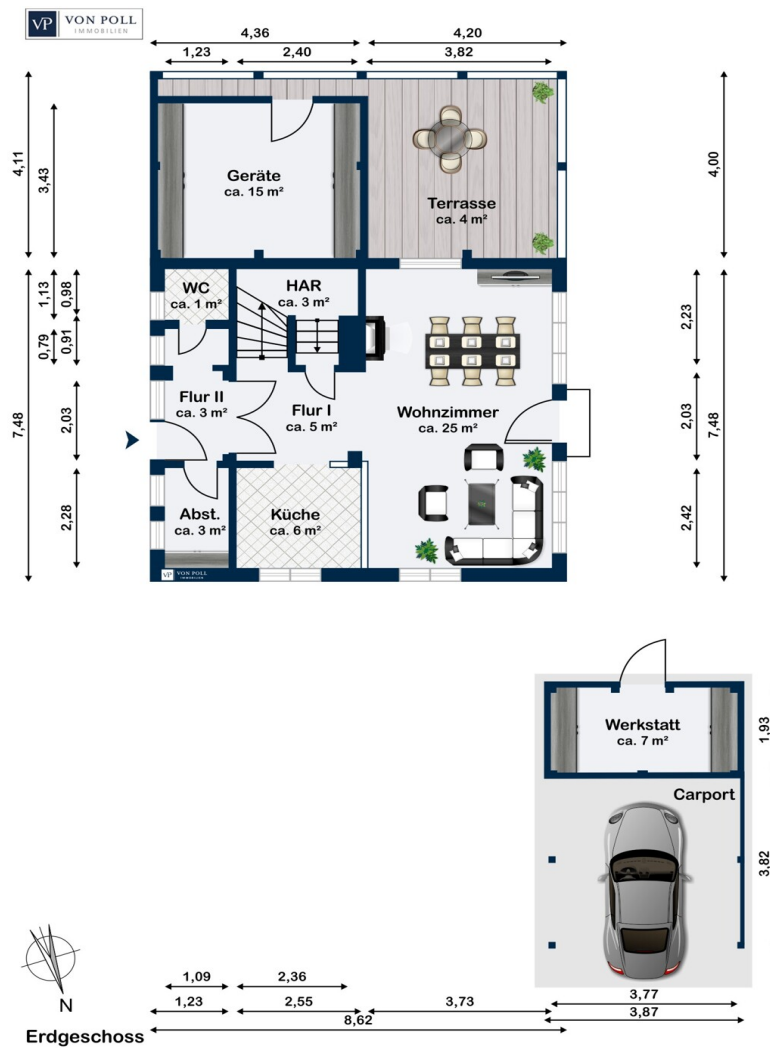 VP VON POLL
IMMOBILIEN
4,36
4,20
1,23
2,40
3,82
4,11
3,43
4,00
Geräte
ca. 15 m²
Terrasse
ca. 4 m²
WC
ca. 1 m²
HAR
ca. 3 m²
7,48
1,13
0,98
0,79
0,91
2,03
2,28
2,23
2,03
2,42
7,48
Flur II
ca. 3 m²
Flur I
ca. 5 m²
Wohnzimmer
ca. 25 m²
Abst.
ca. 3 m²
Küche
ca. 6 m²
VP VON POLL
IMMOBILIEN
Werkstatt
ca. 7 m²
1,93
Carport
3,82
N
1,09
2,36
1,23
2,55
3,73
8,62
3,77
3,87
Erdgeschoss